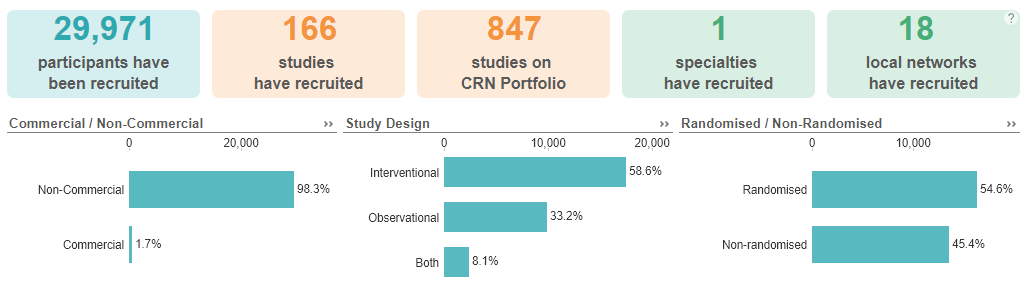 29,971
participants have
been recruited
166
studies
have recruited
847
studies on
CRN Portfolio
1
specialties
have recruited
18
local networks
have recruited
?
Commercial / Non-Commercial ››
0 20,000
Non-Commercial 98.3%
Commercial 1.7%
Study Design ››
0 10,000 20,000
Interventional 58.6%
Observational 33.2%
Both 8.1%
Randomised / Non-Randomised ››
0 10,000
Randomised 54.6%
Non-randomised 45.4%